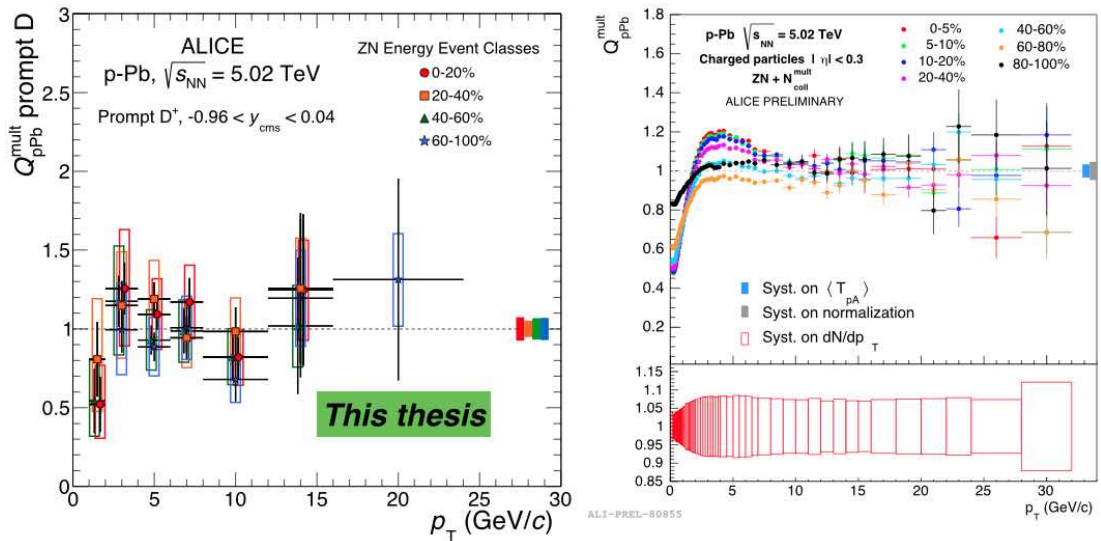 Q^mult_pPb prompt D
3
2.5
2
1.5
1
0.5
0
ALICE
p-Pb, √s_NN = 5.02 TeV
Prompt D⁺, -0.96 < y_cms < 0.04
ZN Energy Event Classes
0-20%
20-40%
40-60%
60-100%
This thesis
0 5 10 15 20 25 30
p_T (GeV/c)
Q^mult_pPb
1.8
1.6
1.4
1.2
1.0
0.8
0.6
0.4
0.2
p-Pb √s_NN = 5.02 TeV
Charged particles | η| < 0.3
ZN + N^mult_coll
ALICE PRELIMINARY
0-5% 40-60%
5-10% 60-80%
10-20% 80-100%
20-40%
Syst. on ⟨ T_pA ⟩
Syst. on normalization
Syst. on dN/dp_T
1.15
1.1
1.05
1
0.95
0.9
0.85
0 5 10 15 20 25 30
p_T (GeV/c)
ALI-PREL-80855